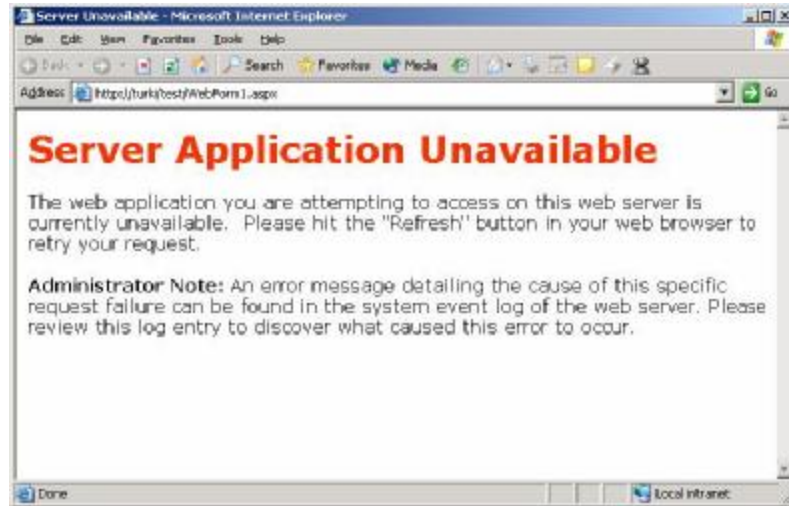 Server Unavailable - Microsoft Internet Explorer
File Edit View Favorites Tools Help
Back Search Favorites Media
Address http://turki/test/WebForm1.aspx Go
Server Application Unavailable
The web application you are attempting to access on this web server is
currently unavailable. Please hit the "Refresh" button in your web browser to
retry your request.
Administrator Note: An error message detailing the cause of this specific
request failure can be found in the system event log of the web server. Please
review this log entry to discover what caused this error to occur.
Done Local intranet